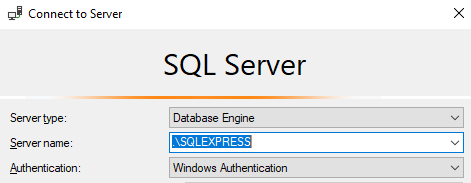 Connect to Server
SQL Server
Server type: Database Engine
Server name: .\SQLEXPRESS
Authentication: Windows Authentication